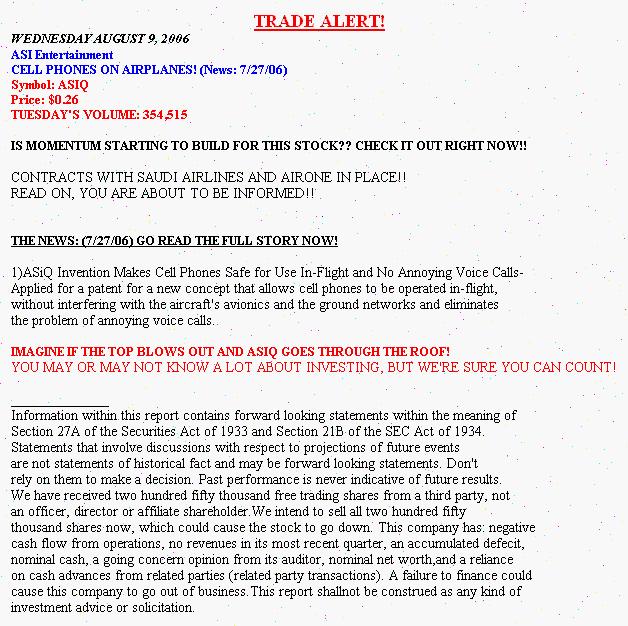 TRADE ALERT!
WEDNESDAY AUGUST 9, 2006
ASI Entertainment
CELL PHONES ON AIRPLANES! (News: 7/27/06)
Symbol: ASIQ
Price: $0.26
TUESDAY'S VOLUME: 354,515
IS MOMENTUM STARTING TO BUILD FOR THIS STOCK?? CHECK IT OUT RIGHT NOW!!
CONTRACTS WITH SAUDI AIRLINES AND AIRONE IN PLACE!!
READ ON, YOU ARE ABOUT TO BE INFORMED!!
THE NEWS: (7/27/06) GO READ THE FULL STORY NOW!
1)ASiQ Invention Makes Cell Phones Safe for Use In-Flight and No Annoying Voice Calls-
Applied for a patent for a new concept that allows cell phones to be operated in-flight,
without interfering with the aircraft's avionics and the ground networks and eliminates
the problem of annoying voice calls.
IMAGINE IF THE TOP BLOWS OUT AND ASIQ GOES THROUGH THE ROOF!
YOU MAY OR MAY NOT KNOW A LOT ABOUT INVESTING, BUT WE'RE SURE YOU CAN COUNT!
Information within this report contains forward looking statements within the meaning of
Section 27A of the Securities Act of 1933 and Section 21B of the SEC Act of 1934.
Statements that involve discussions with respect to projections of future events
are not statements of historical fact and may be forward looking statements. Don't
rely on them to make a decision. Past performance is never indicative of future results.
We have received two hundred fifty thousand free trading shares from a third party, not
an officer, director or affiliate shareholder.We intend to sell all two hundred fifty
thousand shares now, which could cause the stock to go down. This company has: negative
cash flow from operations, no revenues in its most recent quarter, an accumulated defecit,
nominal cash, a going concern opinion from its auditor, nominal net worth,and a reliance
on cash advances from related parties (related party transactions). A failure to finance could
cause this company to go out of business.This report shallnot be construed as any kind of
investment advice or solicitation.